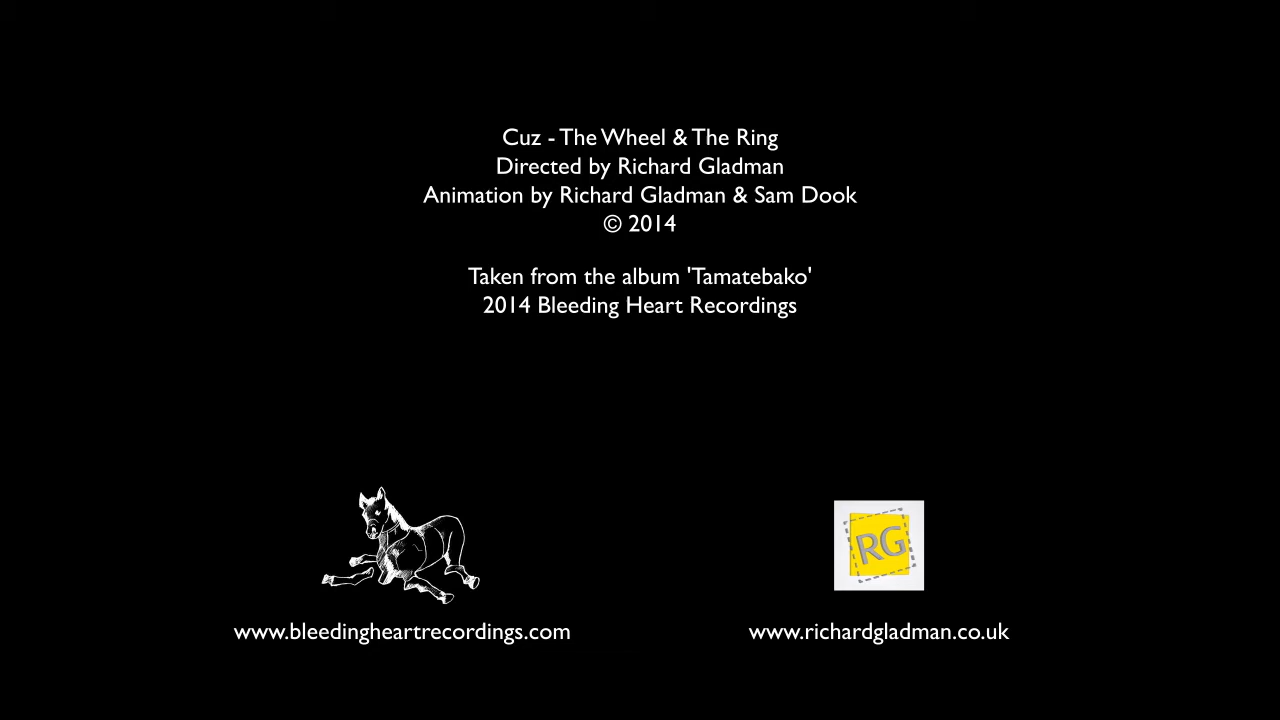 Cuz - The Wheel & The Ring
Directed by Richard Gladman
Animation by Richard Gladman & Sam Dook
© 2014
Taken from the album 'Tamatebako'
2014 Bleeding Heart Recordings
RG
www.bleedingheartrecordings.com
www.richardgladman.co.uk